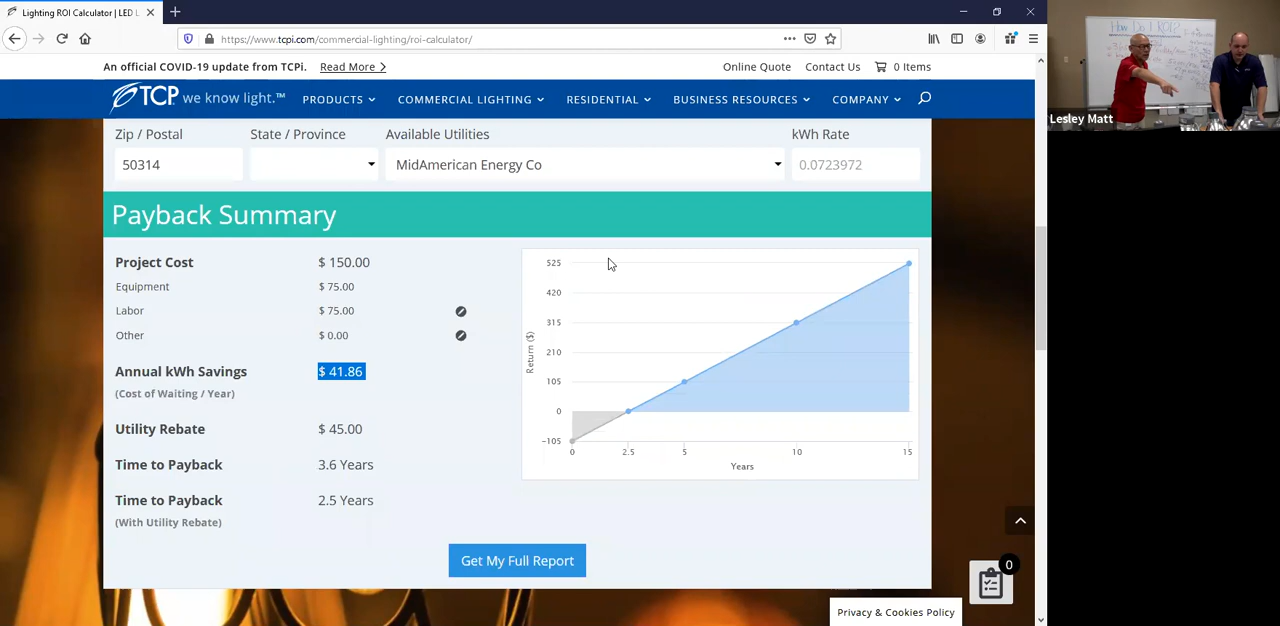 Lighting ROI Calculator | LED L
https://www.tcpi.com/commercial-lighting/roi-calculator/
An official COVID-19 update from TCPi. Read More
Online Quote Contact Us 0 Items
TCP we know light.™ PRODUCTS COMMERCIAL LIGHTING RESIDENTIAL BUSINESS RESOURCES COMPANY
Zip / Postal State / Province Available Utilities kWh Rate
50314 MidAmerican Energy Co 0.0723972
Payback Summary
Project Cost $ 150.00
Equipment $ 75.00
Labor $ 75.00
Other $ 0.00
Annual kWh Savings $ 41.86
(Cost of Waiting / Year)
Utility Rebate $ 45.00
Time to Payback 3.6 Years
Time to Payback 2.5 Years
(With Utility Rebate)
525
420
315
210
105
0
-105
Return ($)
0 2.5 5 10 15
Years
Get My Full Report
0
Privacy & Cookies Policy
How Do I ROI?
Lesley Matt